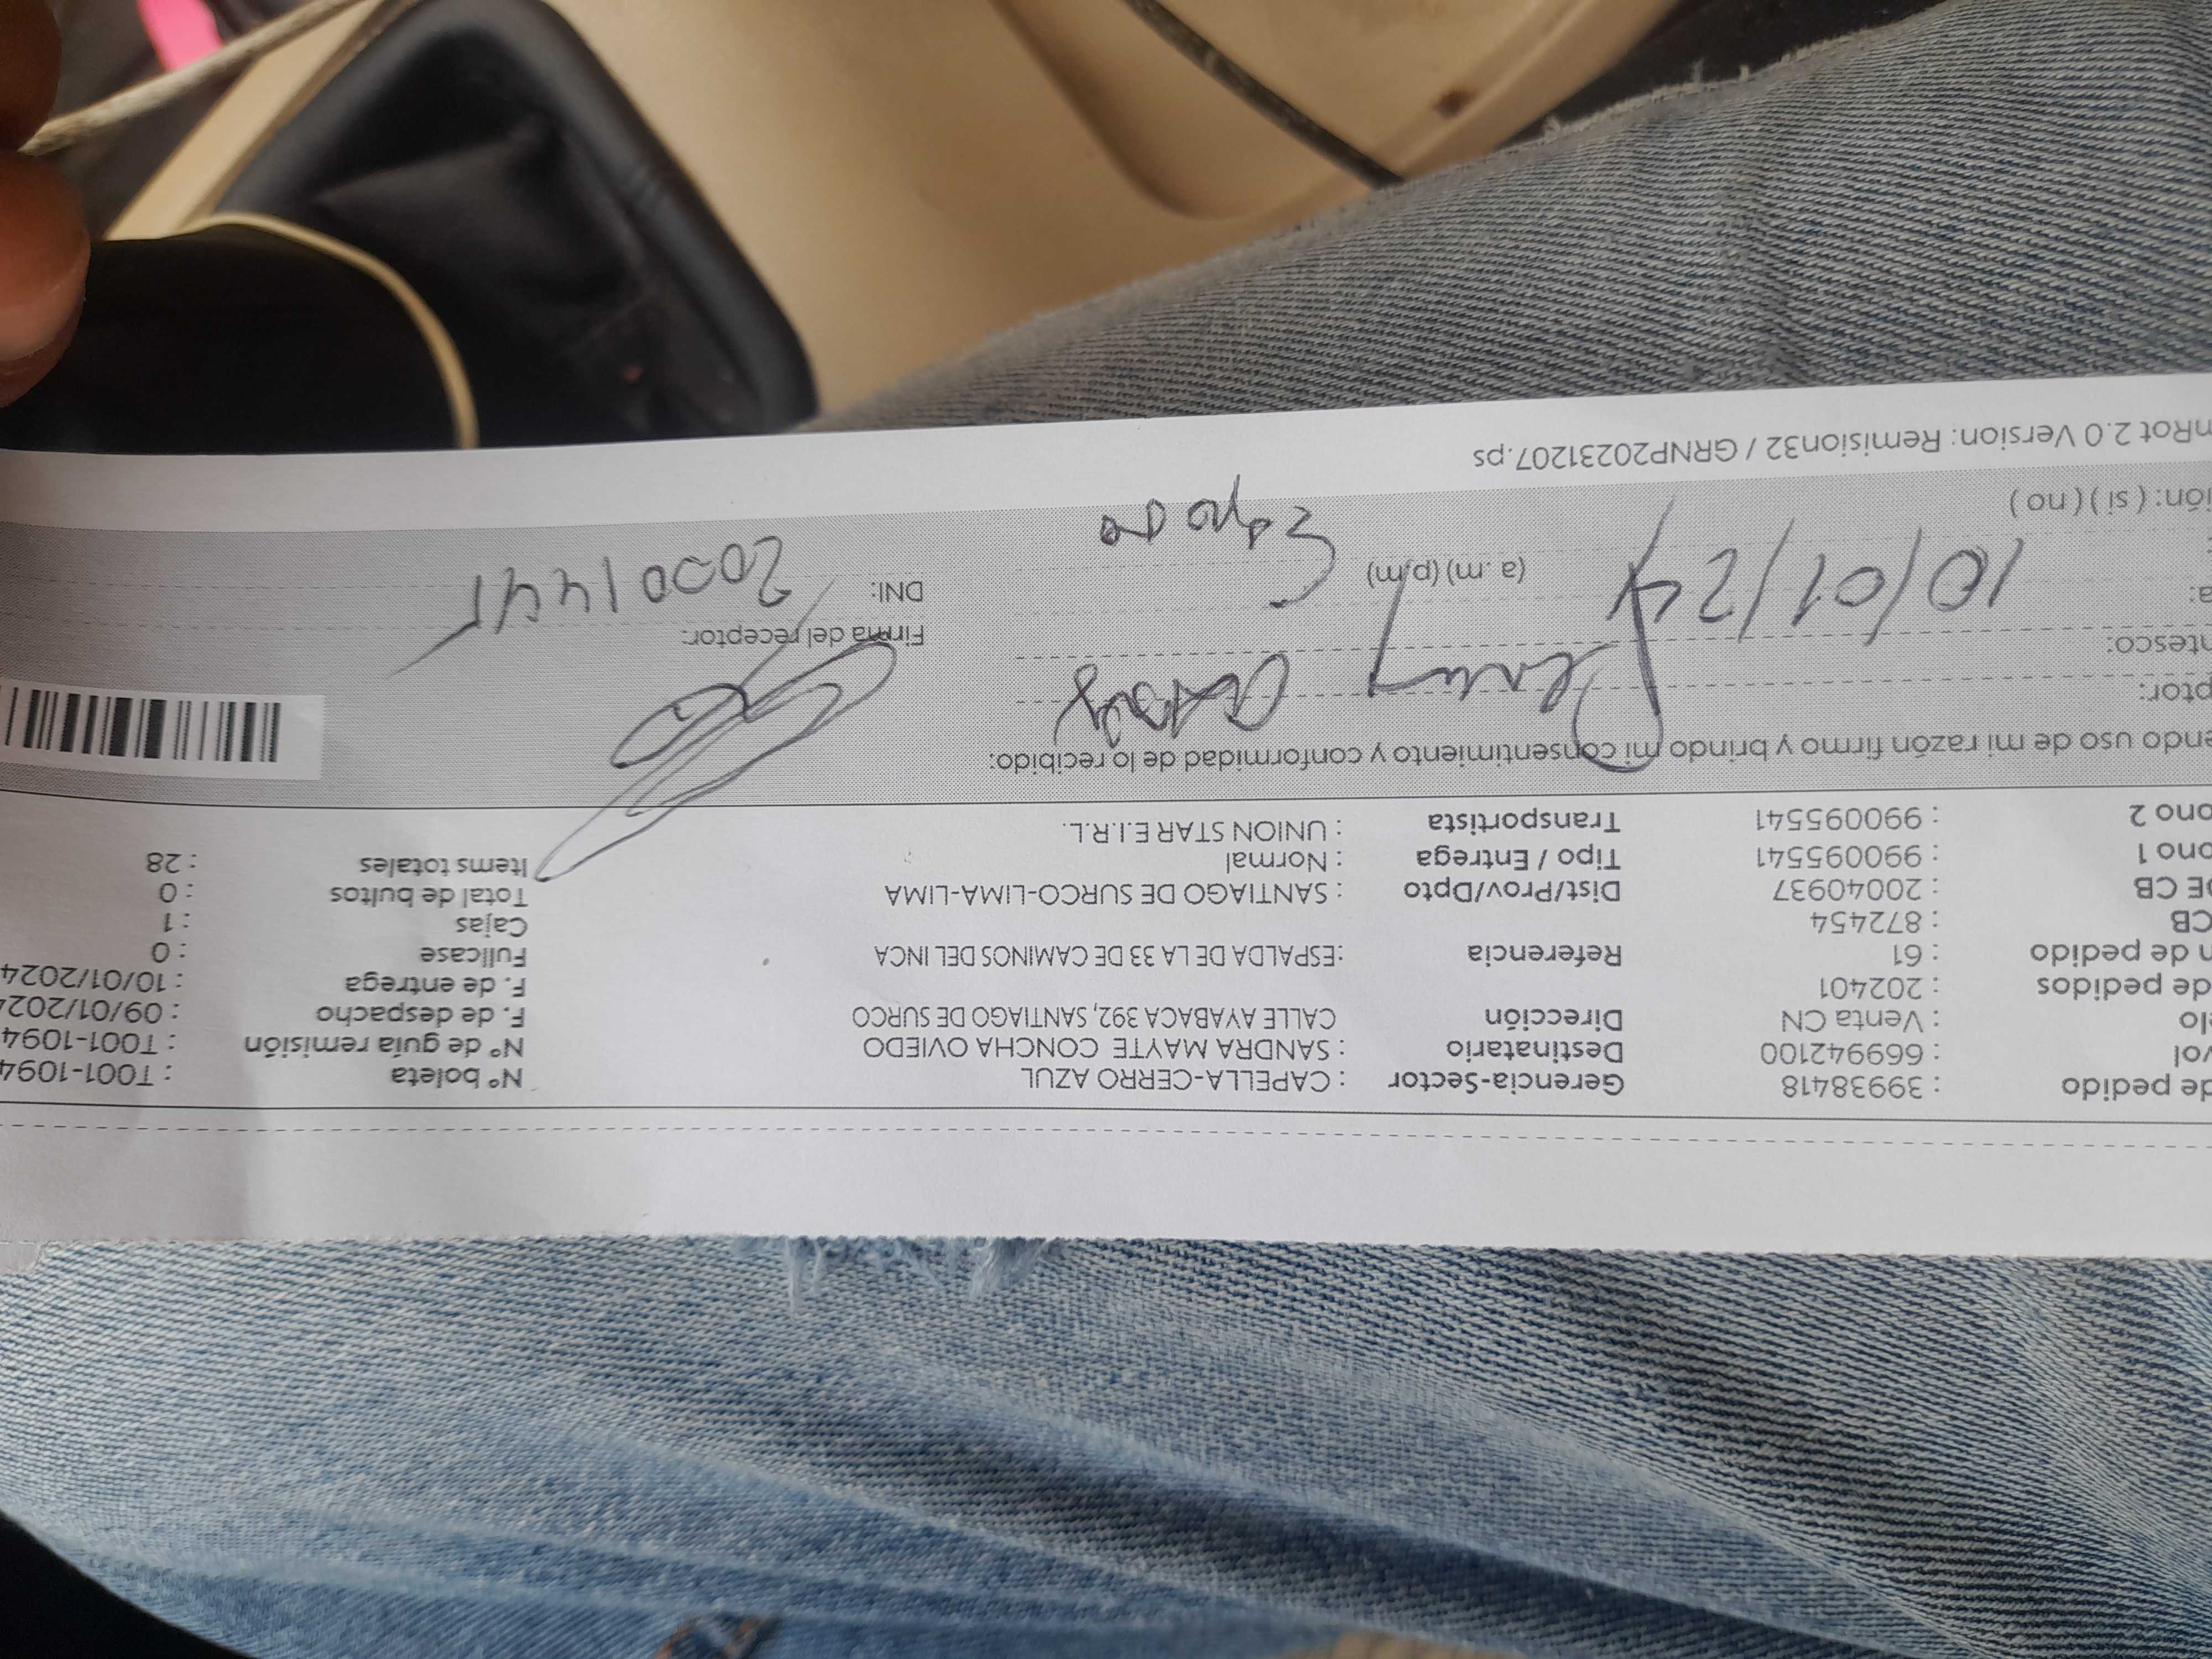 de pedido : 39938418 Gerencia-Sector : CAPELLA-CERRO AZUL Nº boleta : T001-1094
vol : 669942100 Destinatario : SANDRA MAYTE CONCHA OVIEDO Nº de guía remisión : T001-1094
lo : Venta CN Dirección CALLE AYABACA 392, SANTIAGO DE SURCO F. de despacho : 09/01/2024
de pedidos : 202401 F. de entrega : 10/01/2024
n de pedido : 61 Referencia :ESPALDA DE LA 33 DE CAMINOS DEL INCA Fullcase : 0
CB : 872454 Cajas : 1
DE CB : 20040937 Dist/Prov/Dpto : SANTIAGO DE SURCO-LIMA-LIMA Total de bultos : 0
ono 1 : 990095541 Tipo / Entrega : Normal Items totales : 28
ono 2 : 990095541 Transportista : UNION STAR E.I.R.L.
endo uso de mi razón firmo y brindo mi consentimiento y conformidad de lo recibido:
ptor:
ntesco: Firma del receptor:
a: 10/01/24 (a.m) (p.m) DNI:
ión: ( si ) ( no )
nRot 2.0 Version: Remision32 / GRNP20231207.ps